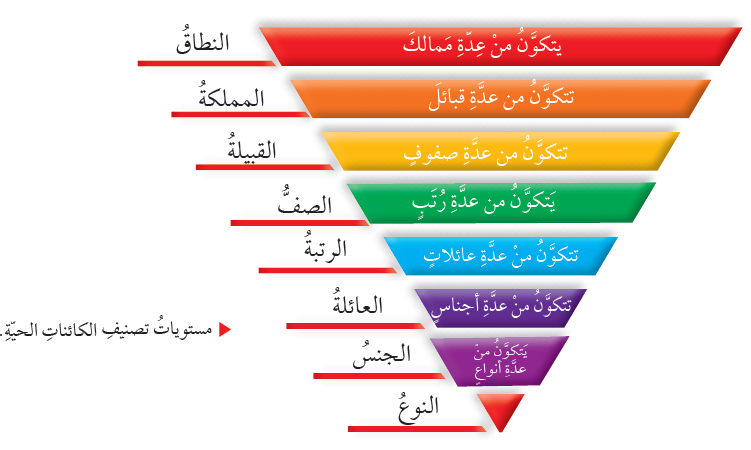 النطاقُ
يتكوَّنُ منْ عِدّةِ مَمالكَ
المملكةُ
تتكوَّنُ من عدَّةِ قبائلَ
القبيلةُ
تتكوَّنُ من عدَّةِ صفوفٍ
الصفُّ
يَتكوَّنُ من عدَّةِ رُتَبٍ
الرتبةُ
تتكوَّنُ منْ عدَّةِ عائلاتٍ
العائلةُ
تتكوَّنُ منْ عدَّةِ أجناسٍ
مستوياتُ تصنيفِ الكائناتِ الحيّةِ.
الجنسُ
يَتكوَّنُ منْ
عدَّةِ أنواعٍ
النوعُ